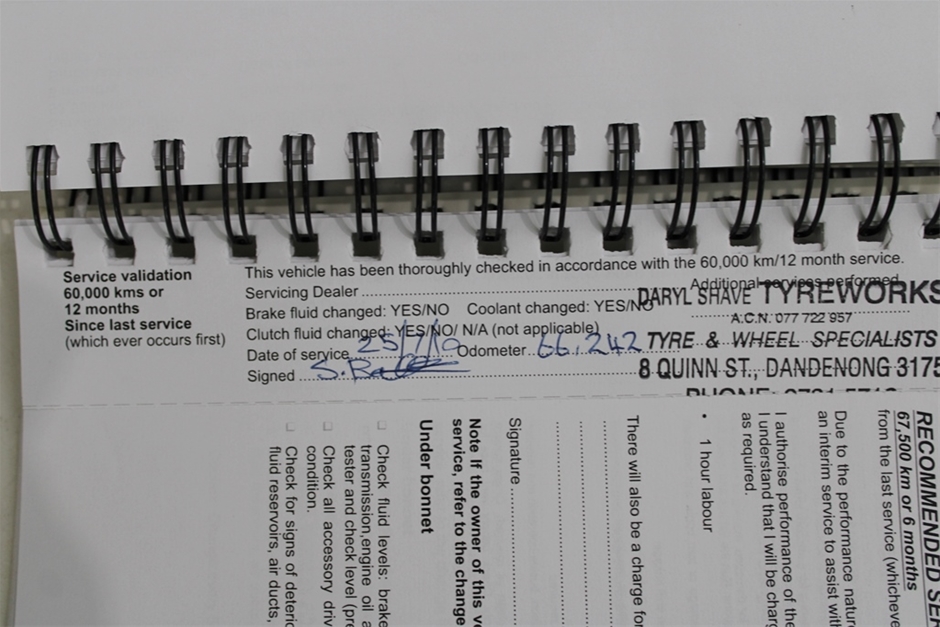 Service validation
60,000 kms or
12 months
Since last service
(which ever occurs first)
This vehicle has been thoroughly checked in accordance with the 60,000 km/12 month service.
Servicing Dealer
Additional services performed
Brake fluid changed: YES/NO Coolant changed: YES/NO
Clutch fluid changed: YES/NO/ N/A (not applicable)
Date of service 25/7/19 Odometer 66,242
Signed
DARYL SHAVE TYREWORKS
A.C.N. 077 722 957
TYRE & WHEEL SPECIALISTS
8 QUINN ST., DANDENONG 3175
RECOMMENDED SER
67,500 km or 6 months
from the last service (whicheve
Due to the performance natur
an interim service to assist with
I authorise performance of the
I understand that I will be charg
as required.
• 1 hour labour
There will also be a charge for
Signature
Note If the owner of this v
service, refer to the change
Under bonnet
Check fluid levels: brake
transmission,engine oil a
tester and check level (pre
Check all accessory driv
condition.
Check for signs of deterio
fluid reservoirs, air ducts,